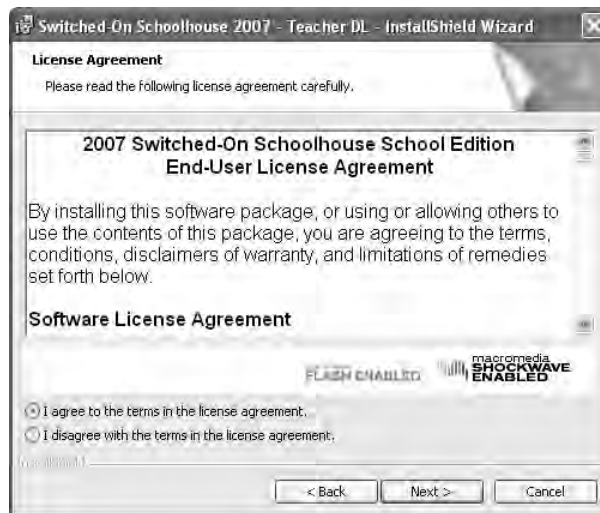 Switched-On Schoolhouse 2007 - Teacher DL - InstallShield Wizard
License Agreement
Please read the following license agreement carefully.
2007 Switched-On Schoolhouse School Edition
End-User License Agreement
By installing this software package, or using or allowing others to
use the contents of this package, you are agreeing to the terms,
conditions, disclaimers of warranty, and limitations of remedies
set forth below.
Software License Agreement
FLASH ENABLED
macromedia
SHOCKWAVE
ENABLED
I agree to the terms in the license agreement.
I disagree with the terms in the license agreement.
< Back
Next >
Cancel